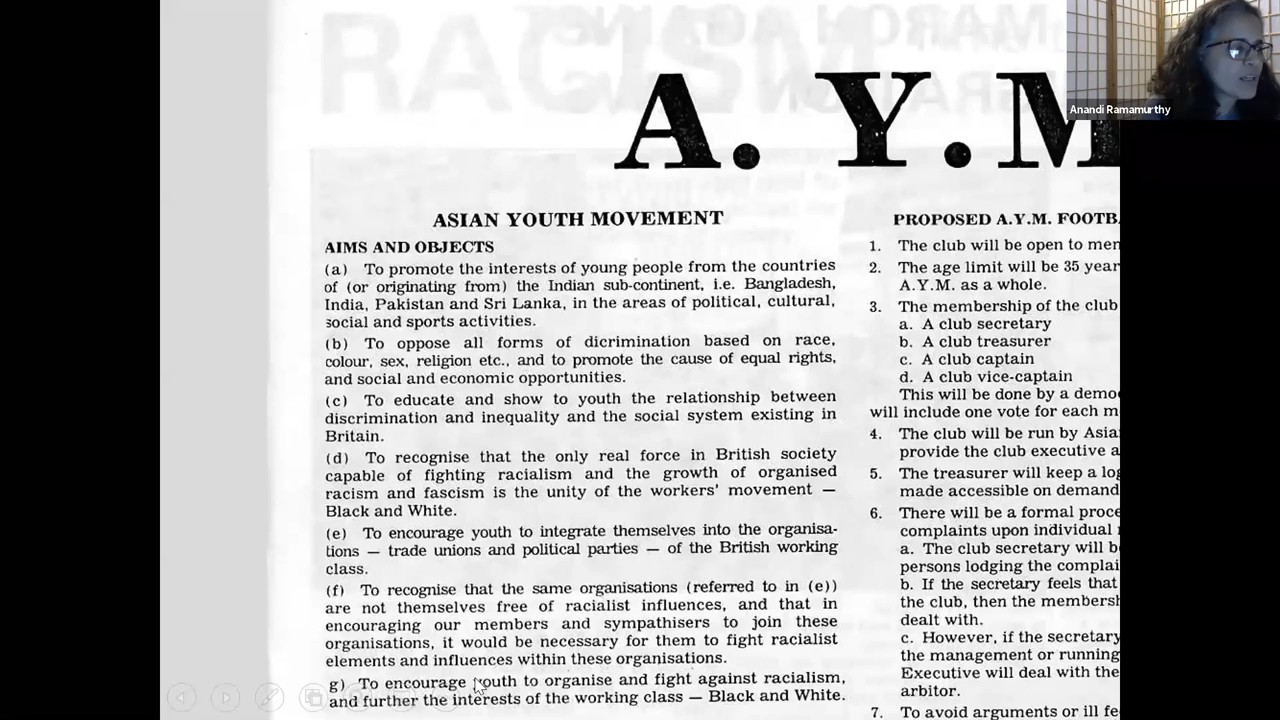 MARCH AGAINS
RACISM
Anandi Ramamurthy
A. Y. M
ASIAN YOUTH MOVEMENT
AIMS AND OBJECTS
(a) To promote the interests of young people from the countries
of (or originating from) the Indian sub-continent, i.e. Bangladesh,
India, Pakistan and Sri Lanka, in the areas of political, cultural,
social and sports activities.
(b) To oppose all forms of dicrimination based on race,
colour, sex, religion etc., and to promote the cause of equal rights,
and social and economic opportunities.
(c) To educate and show to youth the relationship between
discrimination and inequality and the social system existing in
Britain.
(d) To recognise that the only real force in British society
capable of fighting racialism and the growth of organised
racism and fascism is the unity of the workers' movement —
Black and White.
(e) To encourage youth to integrate themselves into the organisa-
tions — trade unions and political parties — of the British working
class.
(f) To recognise that the same organisations (referred to in (e))
are not themselves free of racialist influences, and that in
encouraging our members and sympathisers to join these
organisations, it would be necessary for them to fight racialist
elements and influences within these organisations.
g) To encourage youth to organise and fight against racialism,
and further the interests of the working class — Black and White.
PROPOSED A.Y.M. FOOTB
1. The club will be open to men
2. The age limit will be 35 year
A.Y.M. as a whole.
3. The membership of the club
a. A club secretary
b. A club treasurer
c. A club captain
d. A club vice-captain
This will be done by a demo
will include one vote for each m
4. The club will be run by Asia
provide the club executive a
5. The treasurer will keep a log
made accessible on demand
6. There will be a formal proce
complaints upon individual
a. The club secretary will b
persons lodging the complai
b. If the secretary feels that
the club, then the membersh
dealt with.
c. However, if the secretary
the management or running
Executive will deal with the
arbitor.
7. To avoid arguments or ill fe